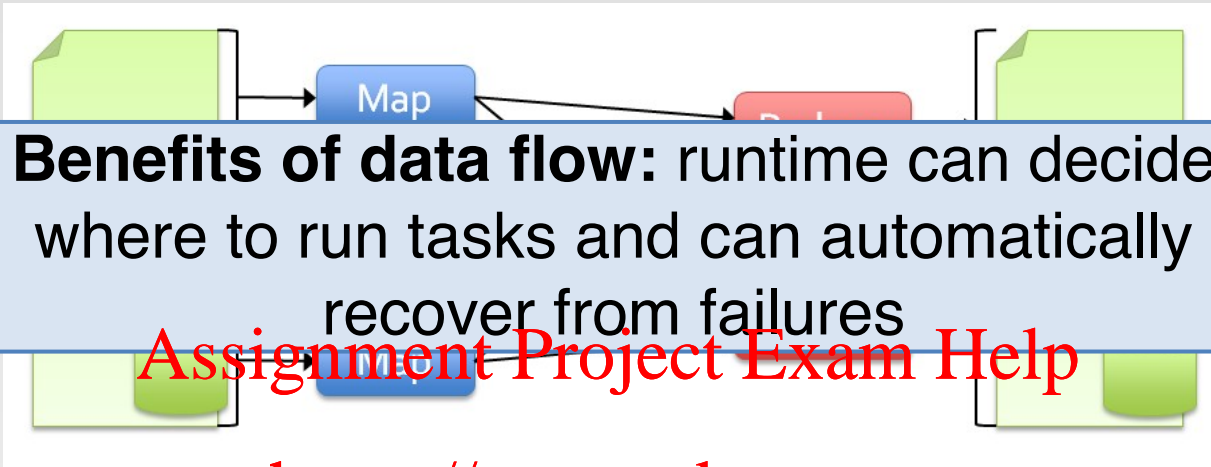 Map
Benefits of data flow: runtime can decide
where to run tasks and can automatically
recover from failures
Assignment Project Exam Help
Map